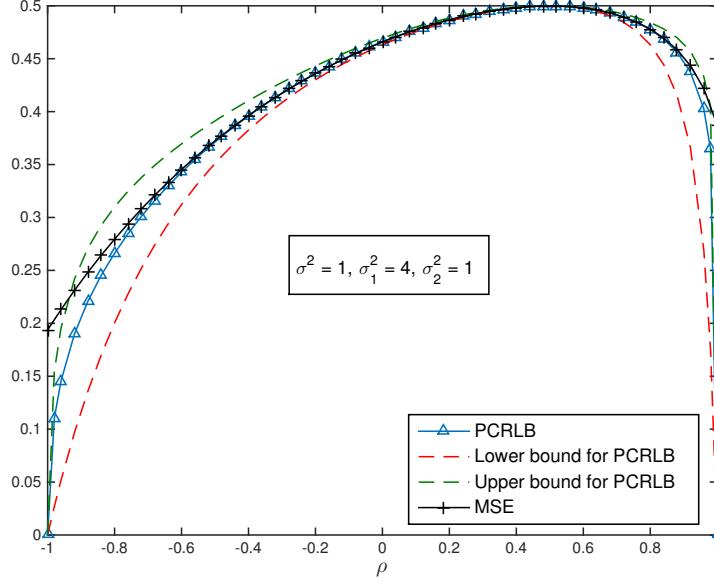 0.5
0.45
0.4
0.35
0.3
0.25
0.2
0.15
0.1
0.05
0
σ² = 1, σ₁² = 4, σ₂² = 1
PCRLB
Lower bound for PCRLB
Upper bound for PCRLB
MSE
-1 -0.8 -0.6 -0.4 -0.2 0 0.2 0.4 0.6 0.8
ρ